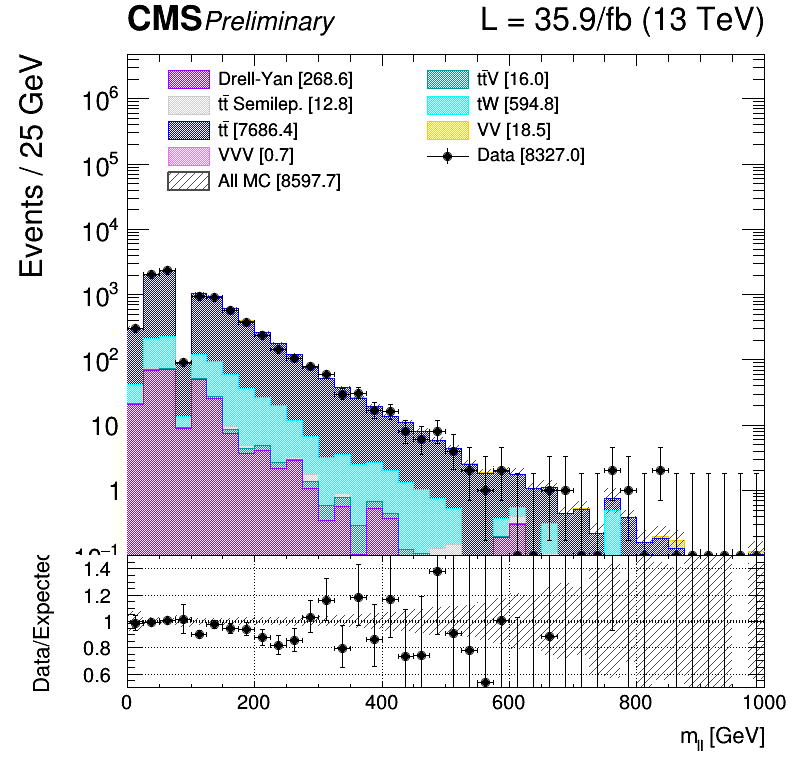 CMS Preliminary L = 35.9/fb (13 TeV)
Events / 25 GeV
10⁶
10⁵
10⁴
10³
10²
10
1
10⁻¹
Drell-Yan [268.6]
tt̄ Semilep. [12.8]
tt̄ [7686.4]
VVV [0.7]
All MC [8597.7]
tt̄V [16.0]
tW [594.8]
VV [18.5]
Data [8327.0]
Data/Expected
1.4
1.2
1
0.8
0.6
0 200 400 600 800 1000
m_ll [GeV]